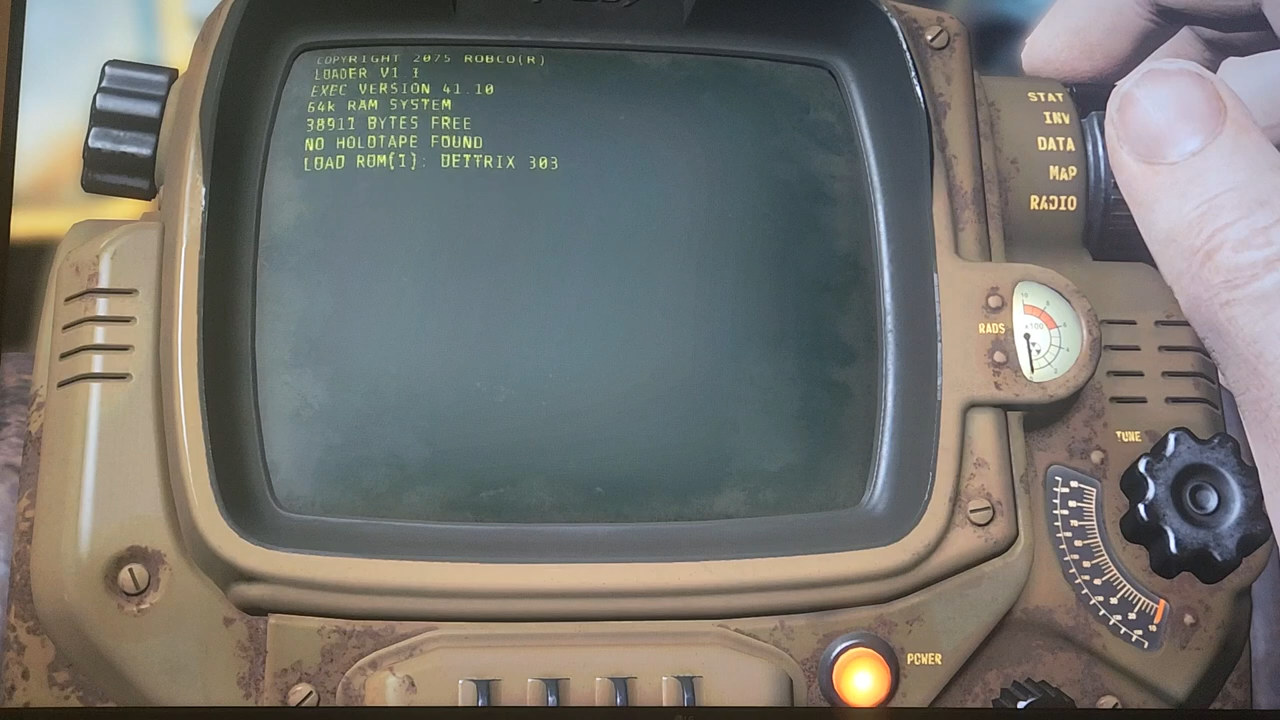 COPYRIGHT 2075 ROBCO(R)
LOADER V1.1
EXEC VERSION 41.10
64k RAM SYSTEM
38911 BYTES FREE
NO HOLOTAPE FOUND
LOAD ROM[1]: DEITRIX 303
STAT
INV
DATA
MAP
RADIO
RADS
x100
TUNE
POWER